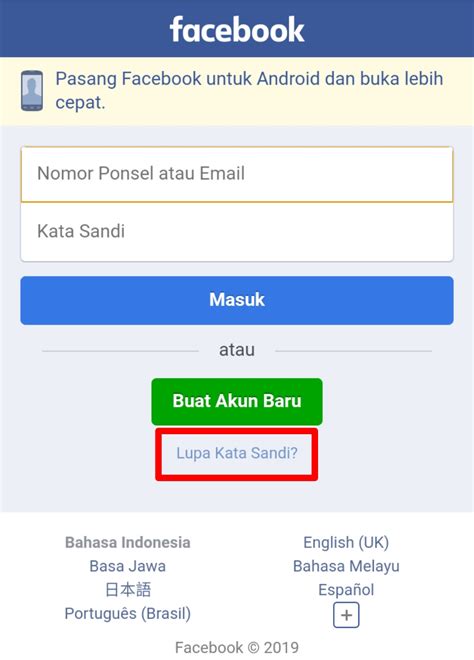 facebook
Pasang Facebook untuk Android dan buka lebih
cepat.
Nomor Ponsel atau Email
Kata Sandi
Masuk
atau
Buat Akun Baru
Lupa Kata Sandi?
Bahasa Indonesia
English (UK)
Basa Jawa
Bahasa Melayu
日本語
Español
Português (Brasil)
+
Facebook © 2019